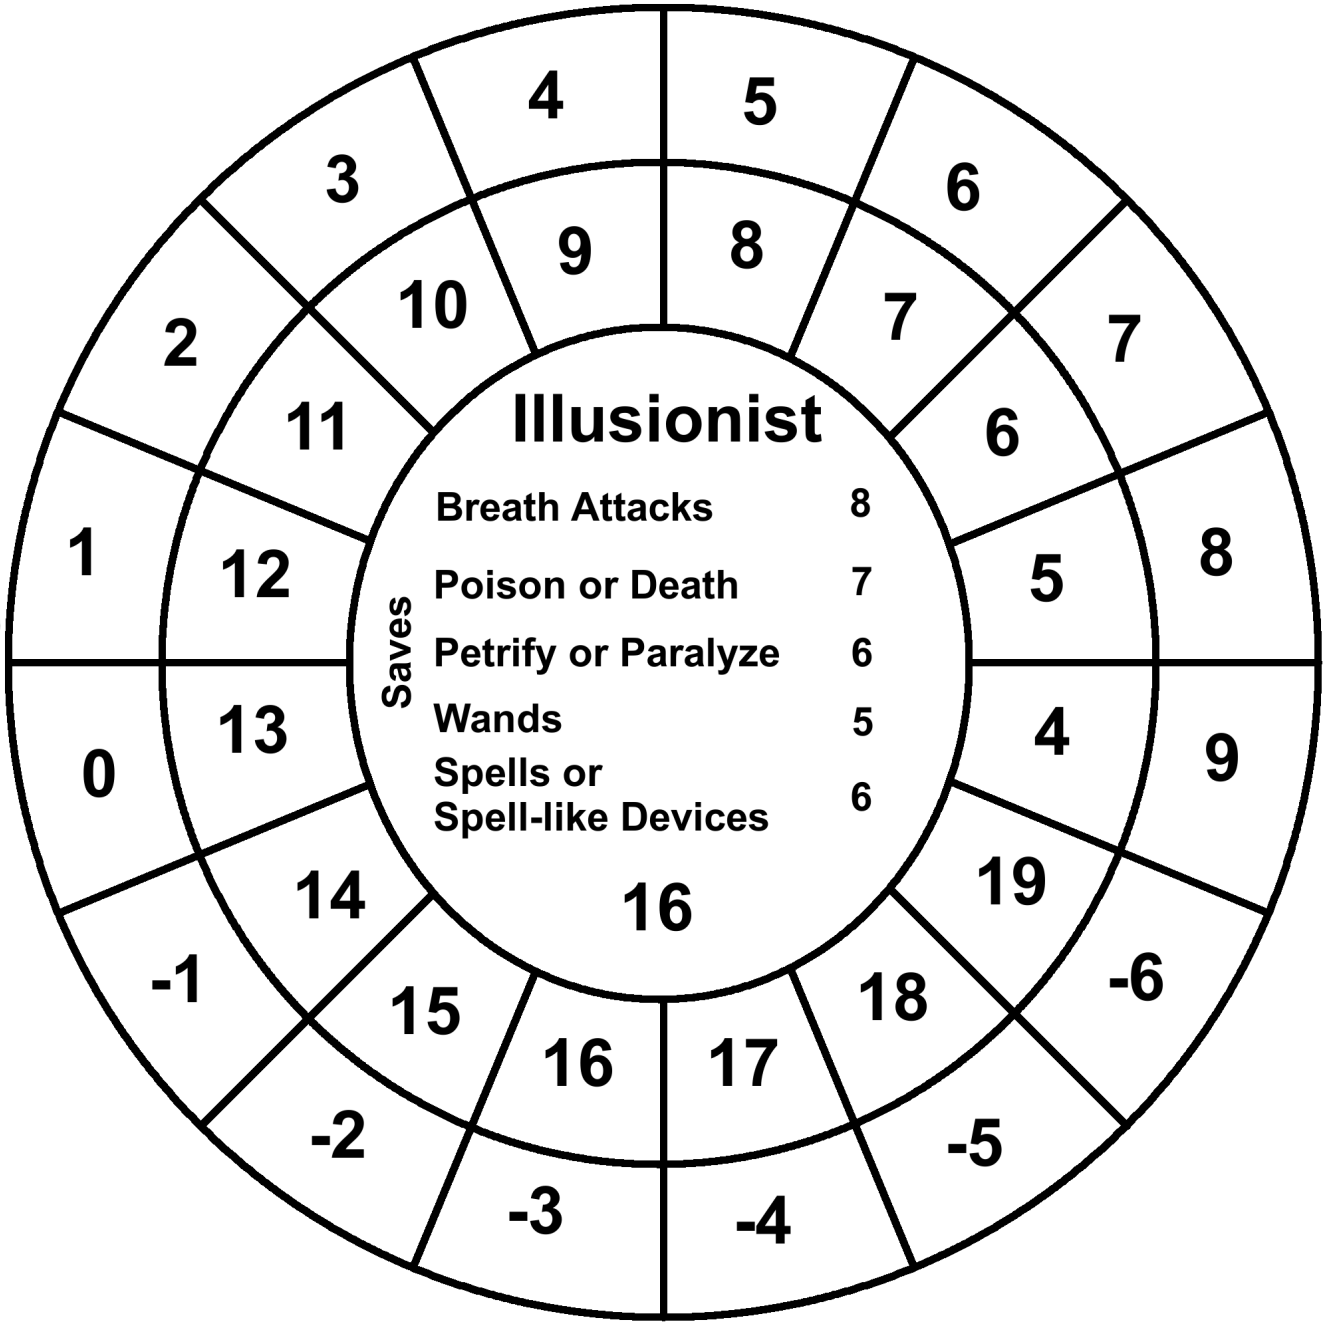 4 5
3 6
9 8
10 7
2 7
11 6
Illusionist
Breath Attacks 8
1 8
12 5
Poison or Death 7
Saves
Petrify or Paralyze 6
Wands 5
13 4
0 9
Spells or
Spell-like Devices 6
14 19
16
-1 -6
15 18
16 17
-2 -5
-3 -4